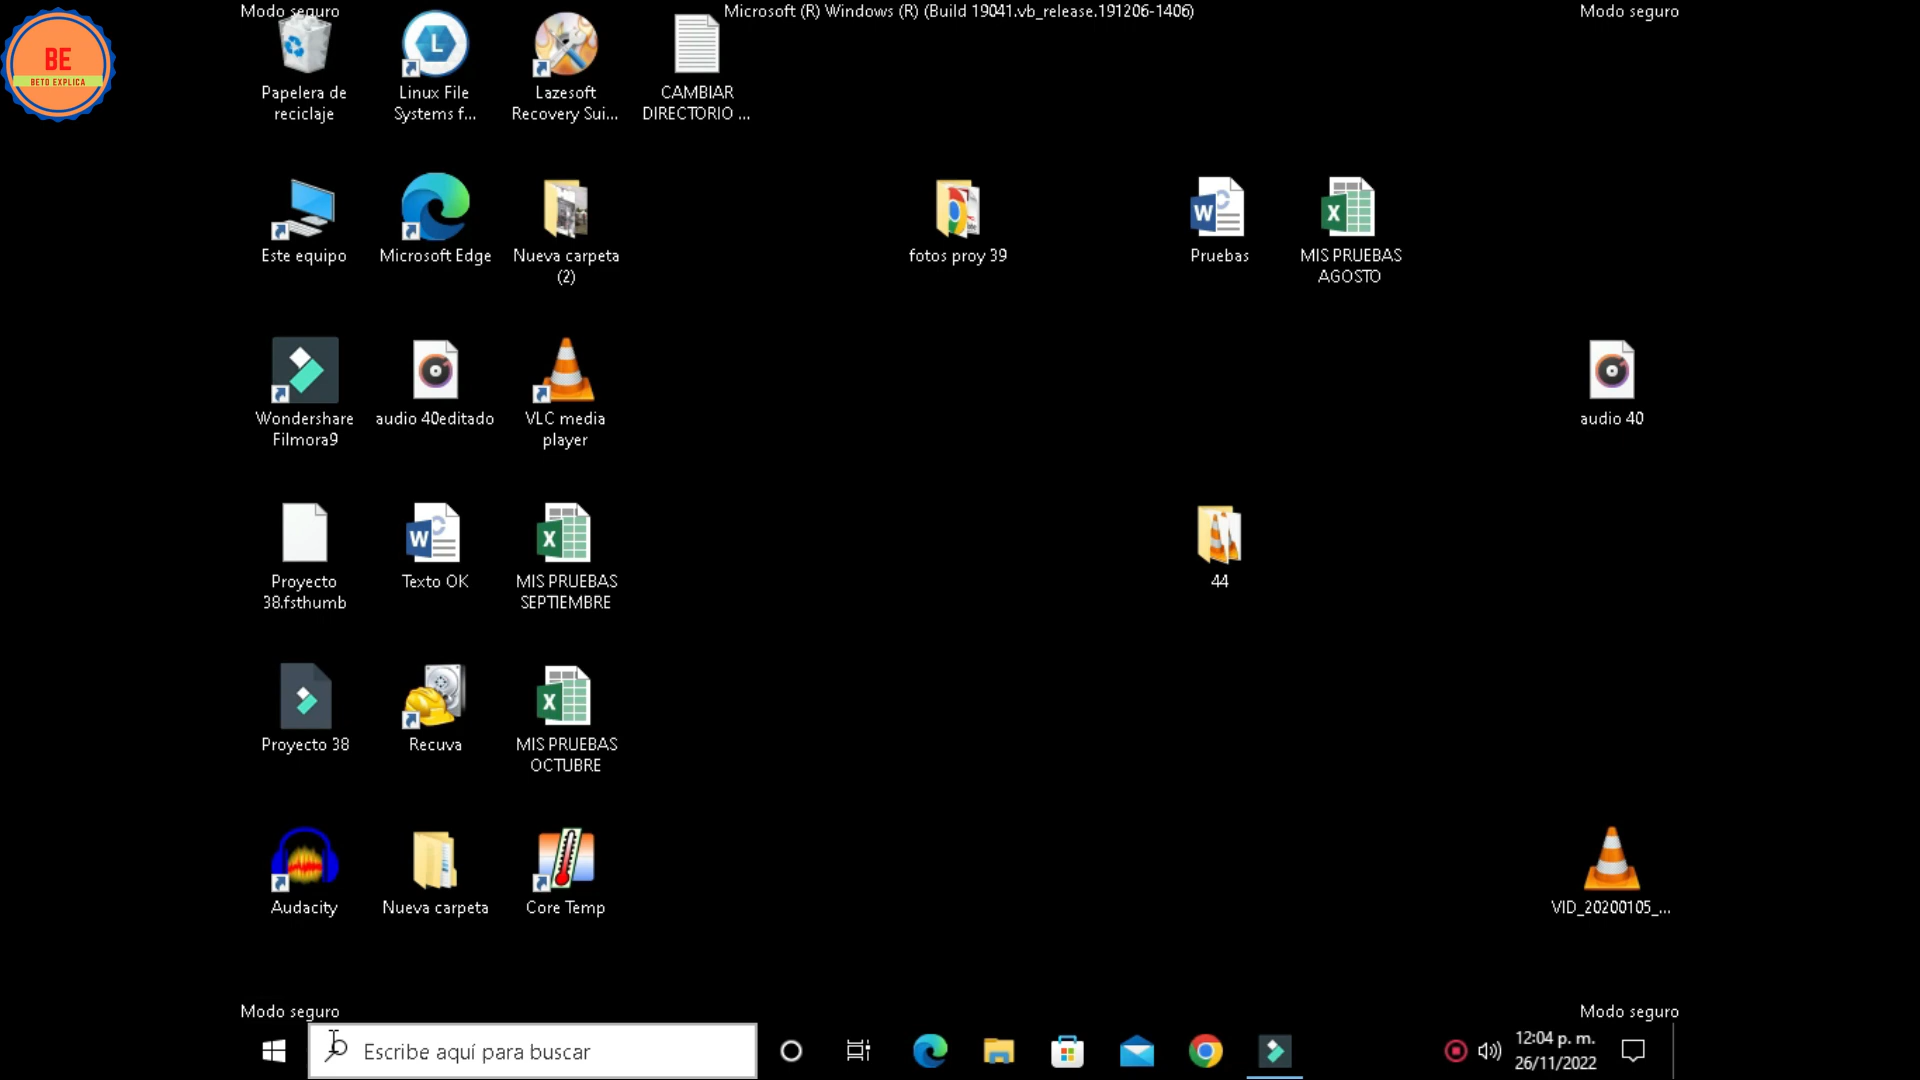 Modo seguro
Microsoft (R) Windows (R) (Build 19041.vb_release.191206-1406)
Modo seguro
BE
BETO EXPLICA
Papelera de
reciclaje
Linux File
Systems f...
Lazesoft
Recovery Sui...
CAMBIAR
DIRECTORIO ...
Este equipo
Microsoft Edge
Nueva carpeta
(2)
fotos proy 39
Pruebas
MIS PRUEBAS
AGOSTO
Wondershare
Filmora9
audio 40editado
VLC media
player
audio 40
Proyecto
38.fsthumb
Texto OK
MIS PRUEBAS
SEPTIEMBRE
44
Proyecto 38
Recuva
MIS PRUEBAS
OCTUBRE
Audacity
Nueva carpeta
Core Temp
VID_20200105_...
Modo seguro
Modo seguro
Escribe aquí para buscar
12:04 p. m.
26/11/2022